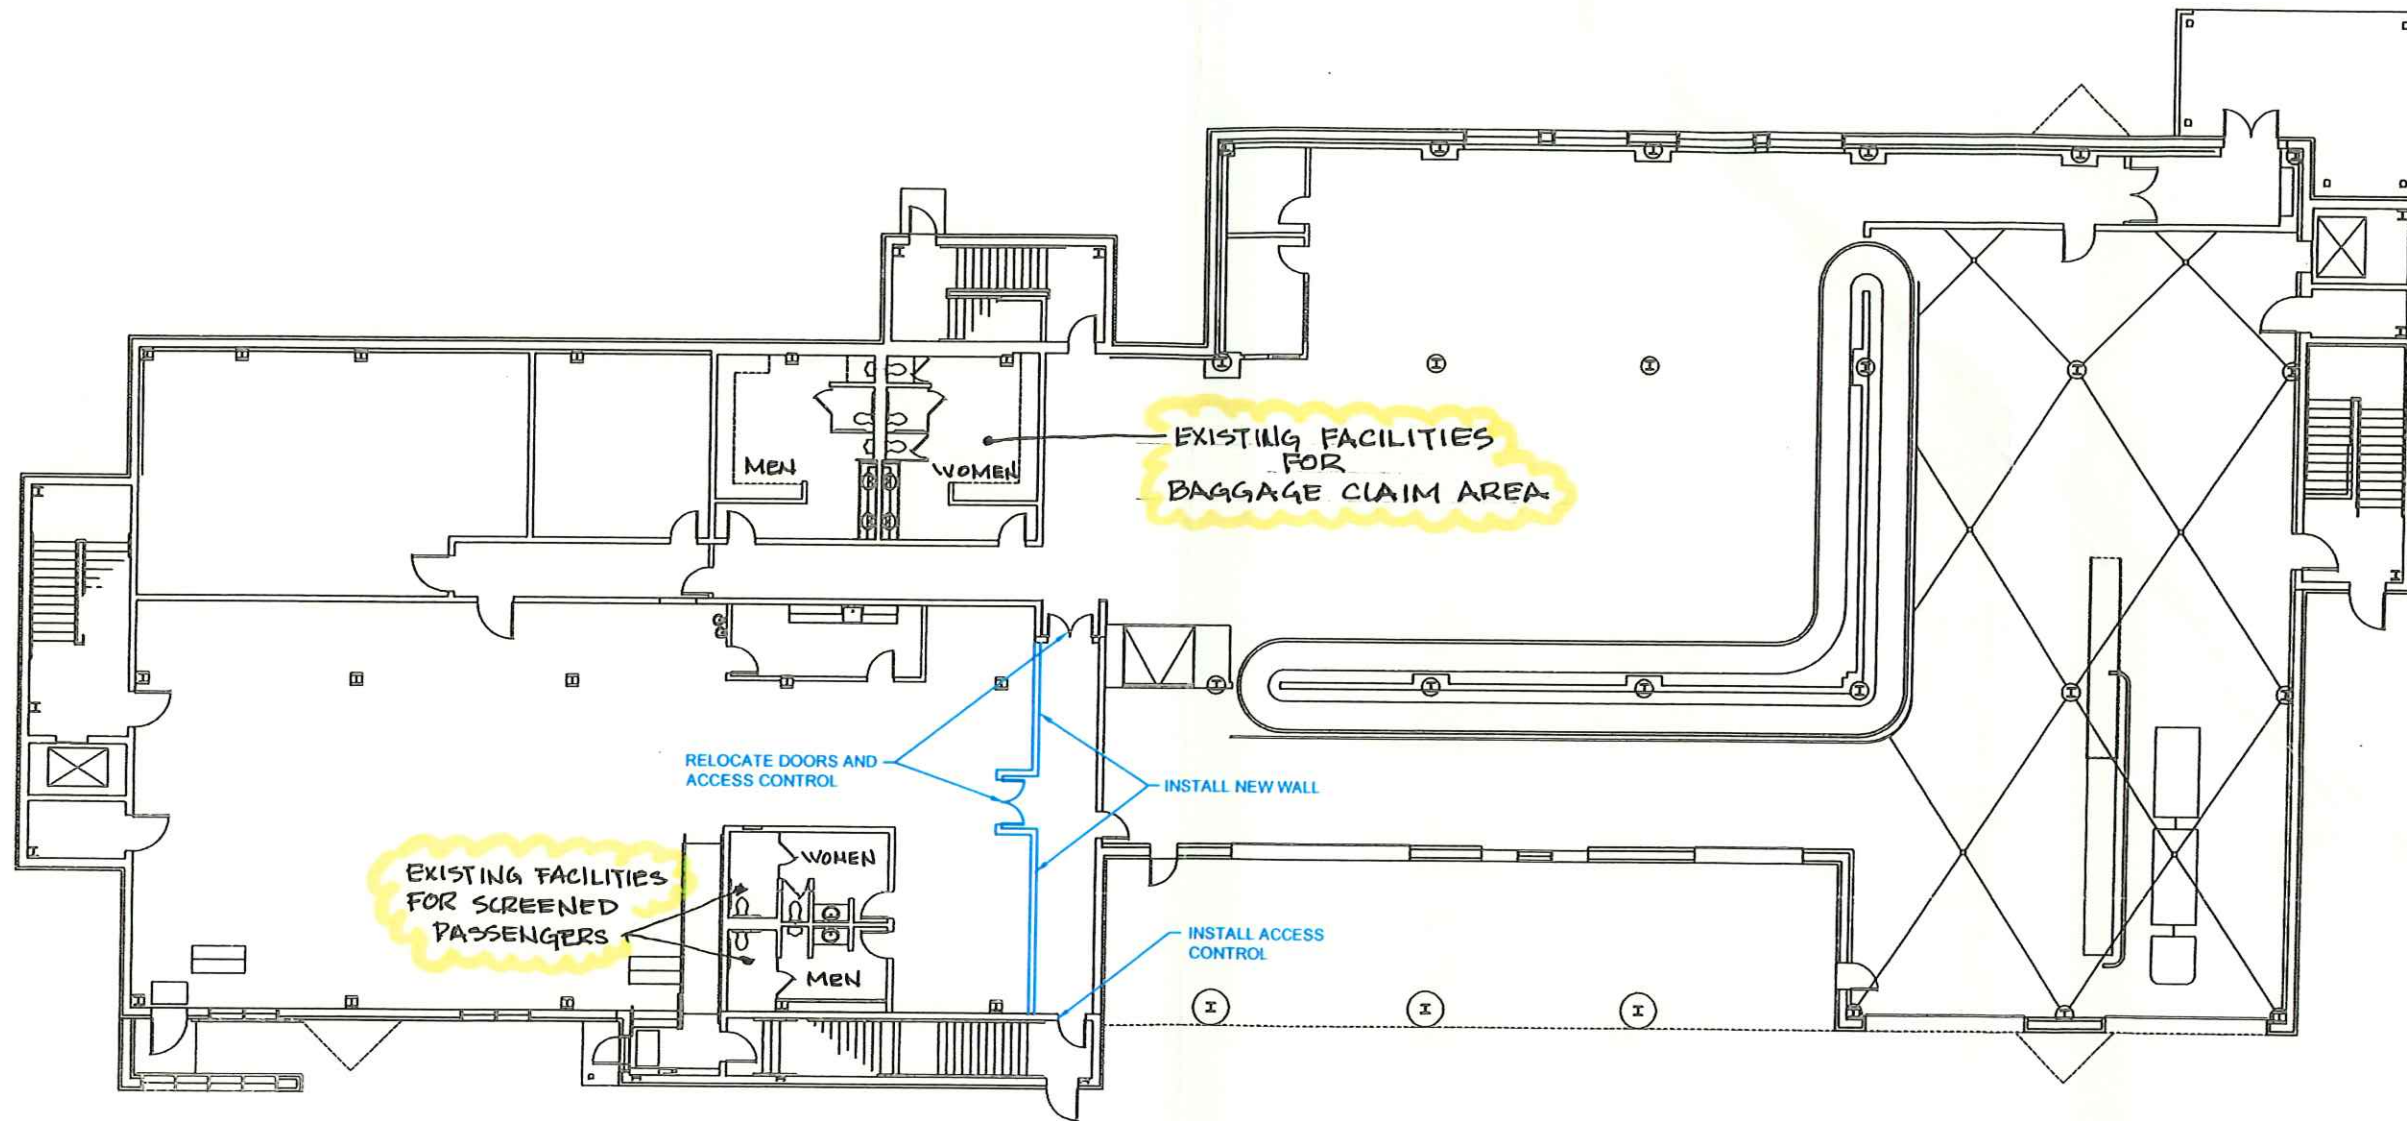 MEN
WOMEN
EXISTING FACILITIES
FOR
BAGGAGE CLAIM AREA
RELOCATE DOORS AND
ACCESS CONTROL
INSTALL NEW WALL
WOMEN
EXISTING FACILITIES
FOR SCREENED
PASSENGERS
MEN
INSTALL ACCESS
CONTROL